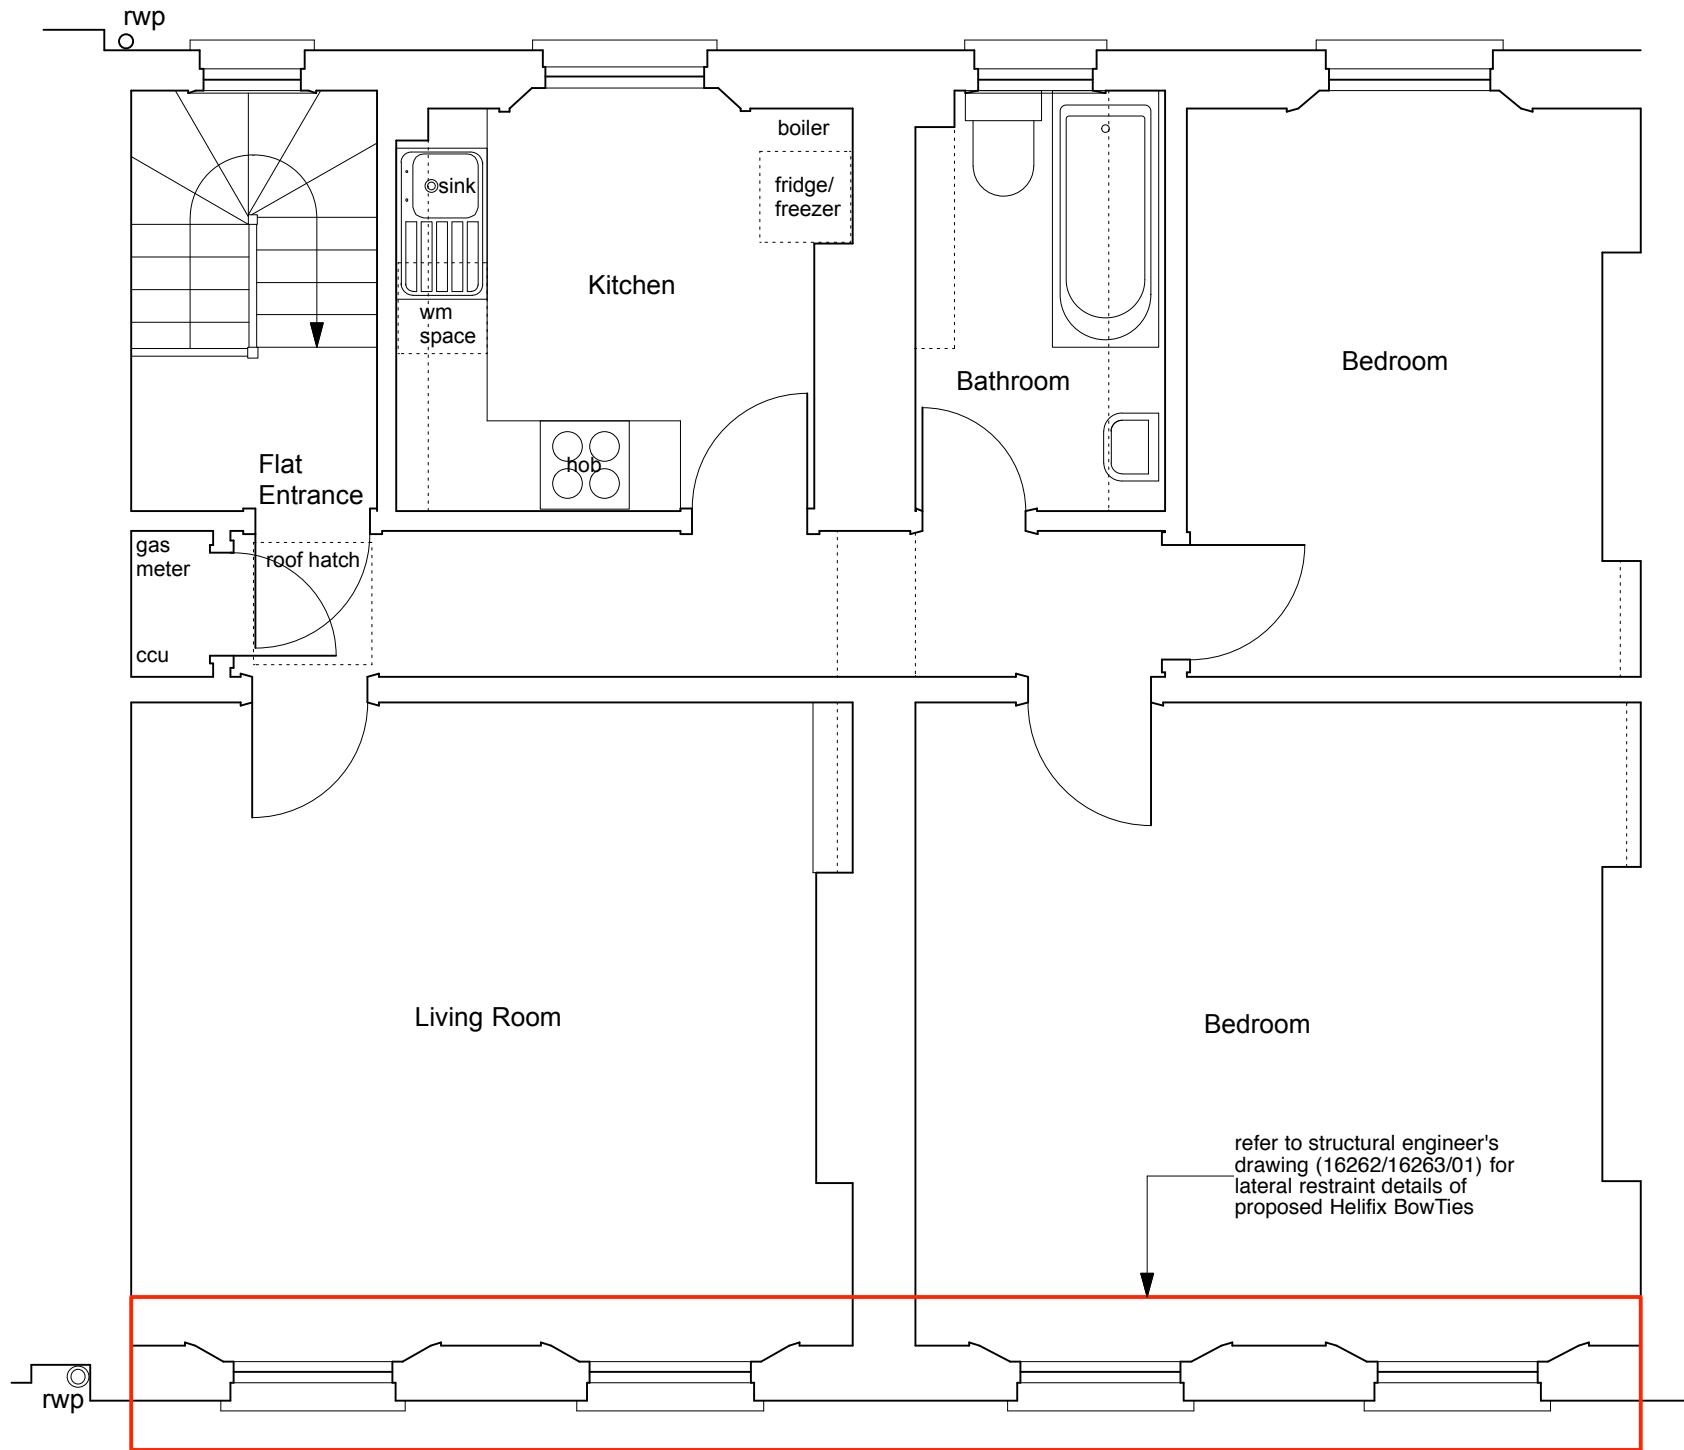 rwp
boiler
sink
fridge/
freezer
Kitchen
wm
space
Bedroom
Bathroom
hob
Flat
Entrance
gas
meter
roof hatch
ccu
Living Room
Bedroom
refer to structural engineer's
drawing (16262/16263/01) for
lateral restraint details of
proposed Helifix BowTies
rwp